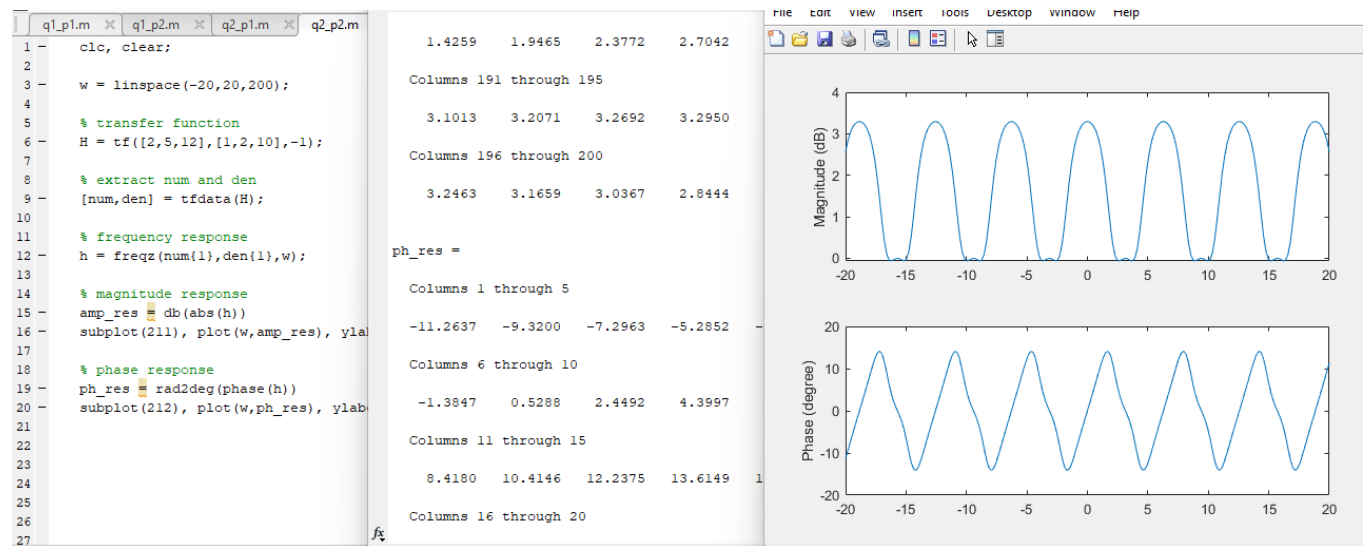 q1_p1.m q1_p2.m q2_p1.m q2_p2.m
1 clc, clear;
2
3 w = linspace(-20,20,200);
4
5 % transfer function
6 H = tf([2,5,12],[1,2,10],-1);
7
8 % extract num and den
9 [num,den] = tfdata(H);
10
11 % frequency response
12 h = freqz(num{1},den{1},w);
13
14 % magnitude response
15 amp_res = db(abs(h))
16 subplot(211), plot(w,amp_res), yla
17
18 % phase response
19 ph_res = rad2deg(phase(h))
20 subplot(212), plot(w,ph_res), ylab
21
22
23
24
25
26
27
1.4259 1.9465 2.3772 2.7042
Columns 191 through 195
3.1013 3.2071 3.2692 3.2950
Columns 196 through 200
3.2463 3.1659 3.0367 2.8444
ph_res =
Columns 1 through 5
-11.2637 -9.3200 -7.2963 -5.2852 -
Columns 6 through 10
-1.3847 0.5288 2.4492 4.3997
Columns 11 through 15
8.4180 10.4146 12.2375 13.6149 1
Columns 16 through 20
fx
File Edit View Insert Tools Desktop Window Help
4
3
2
1
0
Magnitude (dB)
-20 -15 -10 -5 0 5 10 15 20
20
10
0
-10
-20
Phase (degree)
-20 -15 -10 -5 0 5 10 15 20